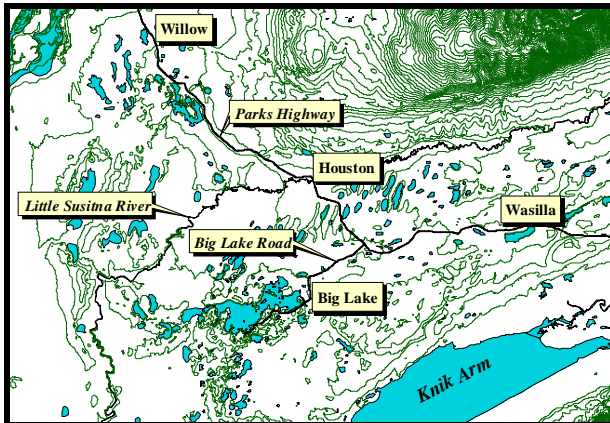 Willow
Parks Highway
Houston
Little Susitna River
Wasilla
Big Lake Road
Big Lake
Knik Arm